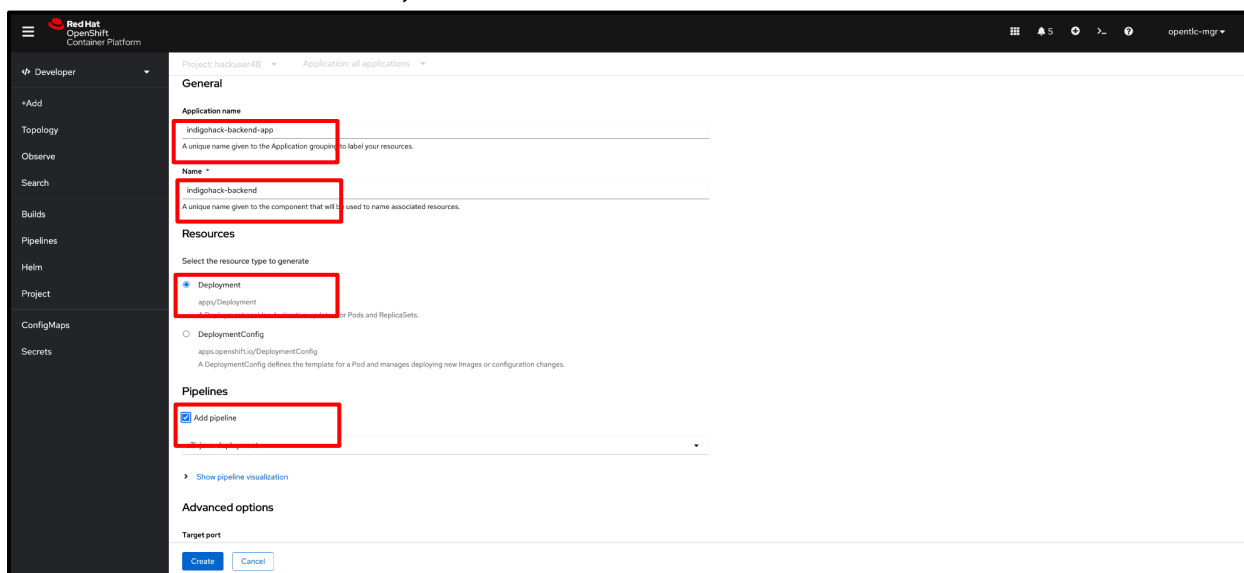 Red Hat
OpenShift
Container Platform
5
opentlc-mgr
Developer
+Add
Topology
Observe
Search
Builds
Pipelines
Helm
Project
ConfigMaps
Secrets
Project: hackuser48
Application: all applications
General
Application name
indigohack-backend-app
A unique name given to the Application grouping to label your resources.
Name *
indigohack-backend
A unique name given to the component that will be used to name associated resources.
Resources
Select the resource type to generate
Deployment
apps/Deployment
for Pods and ReplicaSets.
DeploymentConfig
apps.openshift.io/DeploymentConfig
A DeploymentConfig defines the template for a Pod and manages deploying new Images or configuration changes.
Pipelines
Add pipeline
Show pipeline visualization
Advanced options
Target port
Create
Cancel